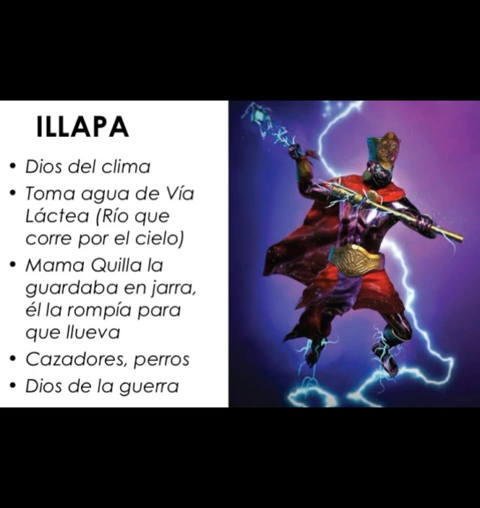 ILLAPA
• Dios del clima
• Toma agua de Vía
Láctea (Río que
corre por el cielo)
• Mama Quilla la
guardaba en jarra,
él la rompía para
que llueva
• Cazadores, perros
• Dios de la guerra